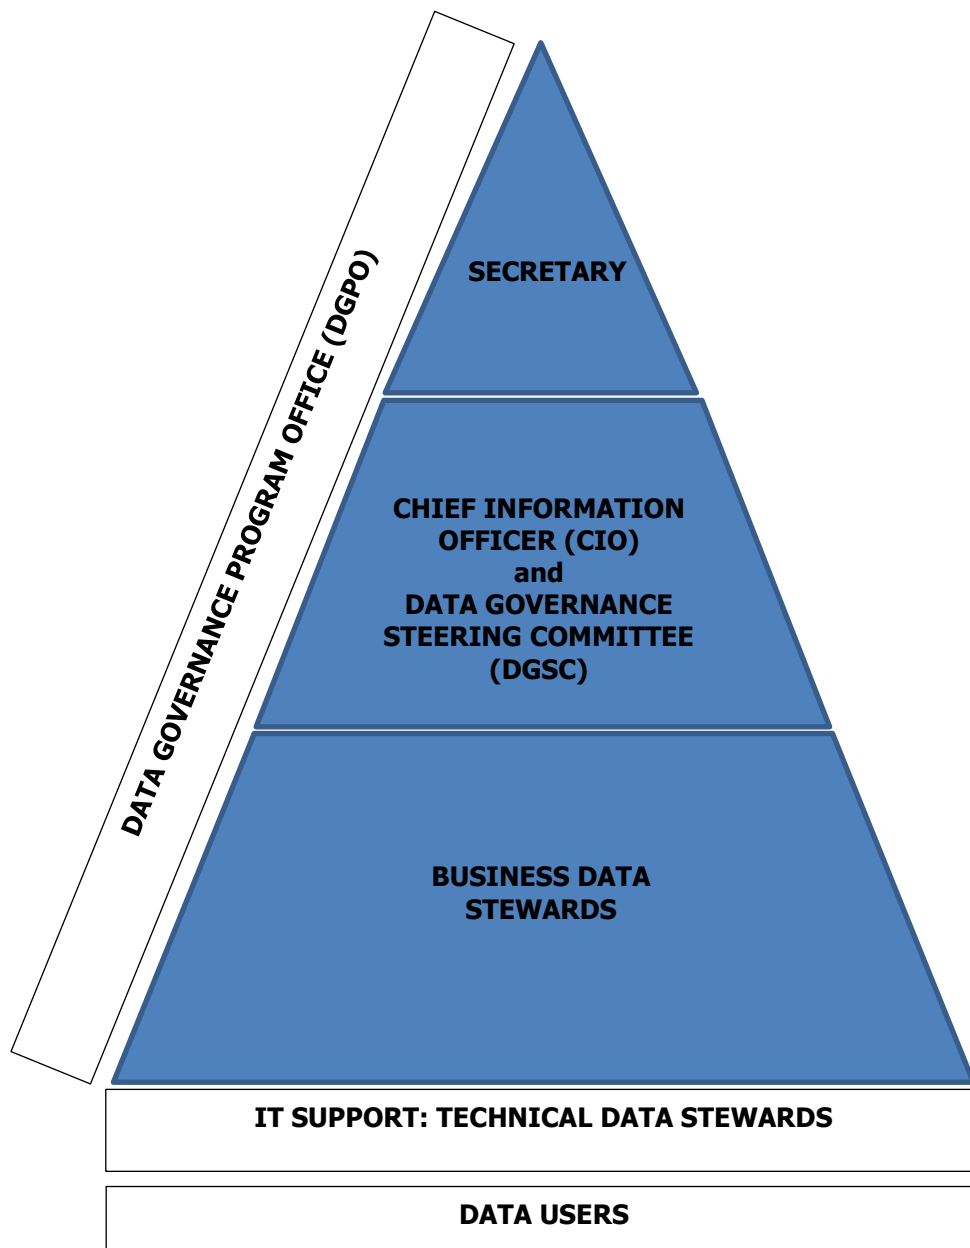 DATA GOVERNANCE PROGRAM OFFICE (DGPO)
SECRETARY
CHIEF INFORMATION
OFFICER (CIO)
and
DATA GOVERNANCE
STEERING COMMITTEE
(DGSC)
BUSINESS DATA
STEWARDS
IT SUPPORT: TECHNICAL DATA STEWARDS
DATA USERS